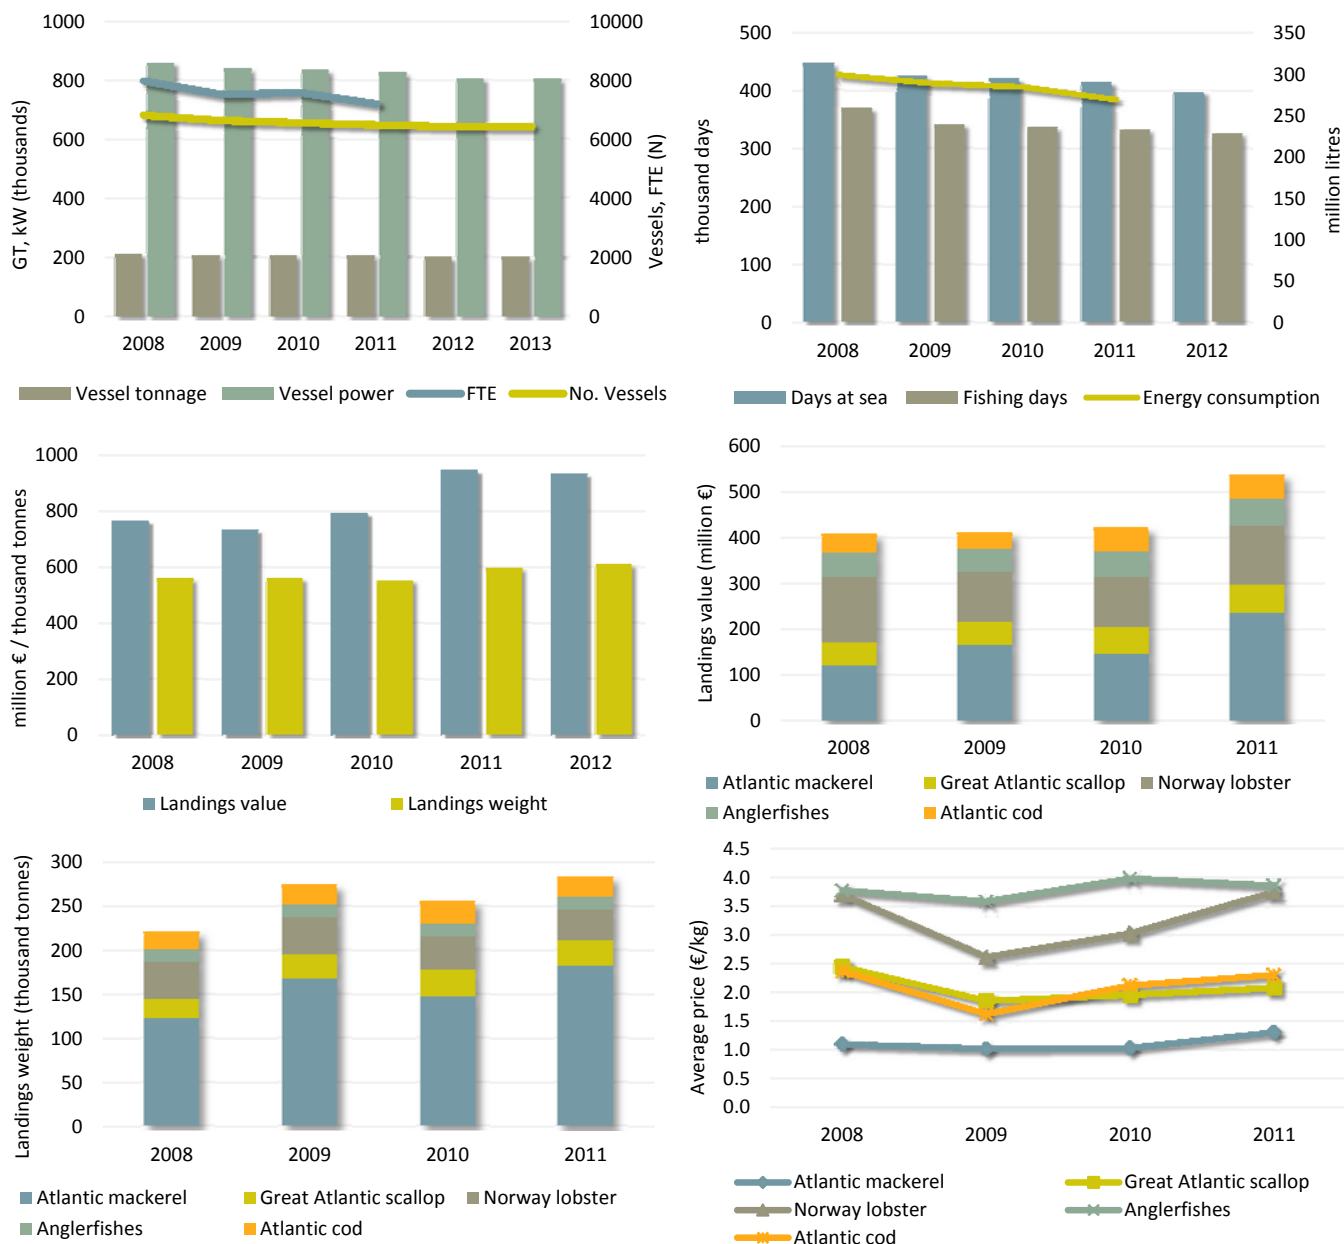 1000
800
600
400
200
0
GT, kW (thousands)
10000
8000
6000
4000
2000
0
Vessels, FTE (N)
2008 2009 2010 2011 2012 2013
Vessel tonnage Vessel power FTE No. Vessels
500
400
300
200
100
0
thousand days
350
300
250
200
150
100
50
0
million litres
2008 2009 2010 2011 2012
Days at sea Fishing days Energy consumption
1000
800
600
400
200
0
million € / thousand tonnes
2008 2009 2010 2011 2012
Landings value Landings weight
600
500
400
300
200
100
0
Landings value (million €)
2008 2009 2010 2011
Atlantic mackerel Great Atlantic scallop Norway lobster
Anglerfishes Atlantic cod
300
250
200
150
100
50
0
Landings weight (thousand tonnes)
2008 2009 2010 2011
Atlantic mackerel Great Atlantic scallop Norway lobster
Anglerfishes Atlantic cod
4.5
4.0
3.5
3.0
2.5
2.0
1.5
1.0
0.5
0.0
Average price (€/kg)
2008 2009 2010 2011
Atlantic mackerel Great Atlantic scallop
Norway lobster Anglerfishes
Atlantic cod